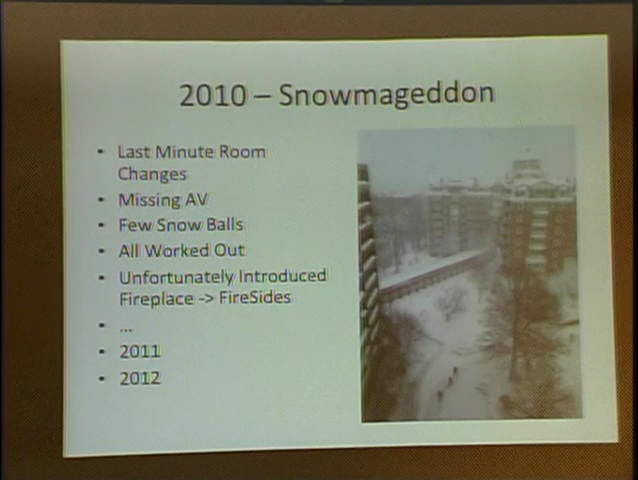 2010 – Snowmageddon
• Last Minute Room
Changes
• Missing AV
• Few Snow Balls
• All Worked Out
• Unfortunately Introduced
Fireplace -> FireSides
• ...
• 2011
• 2012